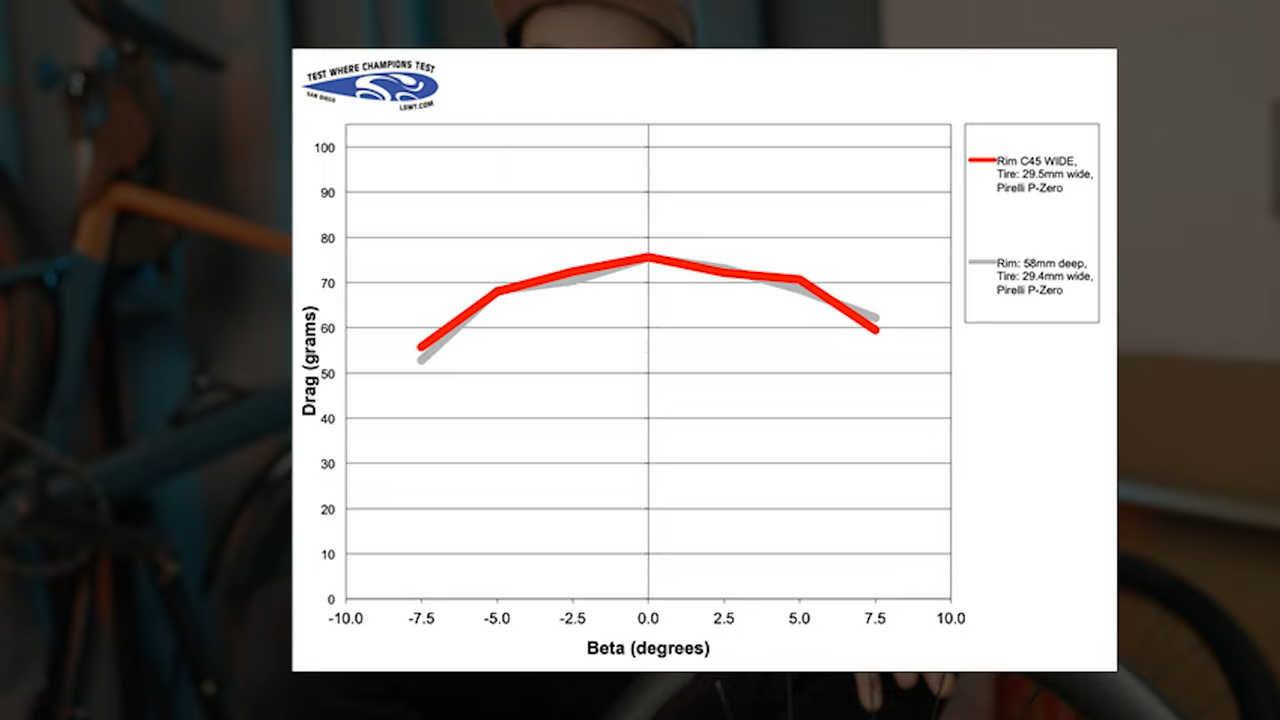 TEST WHERE CHAMPIONS TEST
SAN DIEGO
LSWT.COM
100
90
80
70
60
50
40
30
20
10
0
Drag (grams)
-10.0 -7.5 -5.0 -2.5 0.0 2.5 5.0 7.5 10.0
Beta (degrees)
Rim C45 WIDE,
Tire: 29.5mm wide,
Pirelli P-Zero
Rim: 58mm deep,
Tire: 29.4mm wide,
Pirelli P-Zero